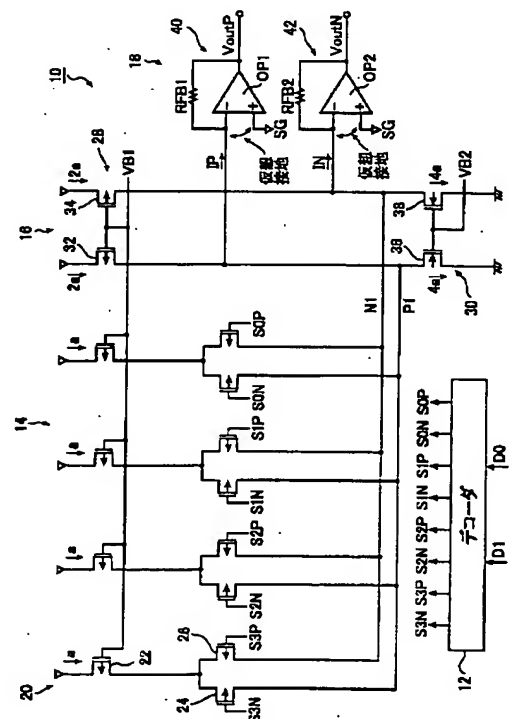 10
20
14
16
18
Ia
Ia
Ia
Ia
2a
I2a
22
32
34
28
VB1
40
RFB1
VoutP
OP1
SG
IP
仮想
接地
42
RFB2
VoutN
OP2
SG
IN
仮想
接地
24
26
S3N
S3P
S2N
S2P
S1N
S1P
S0N
S0P
N1
P1
36
38
4a
I4a
VB2
30
S3N S3P S2N S2P S1N S1P S0N S0P
12
デコーダ
D1
D0